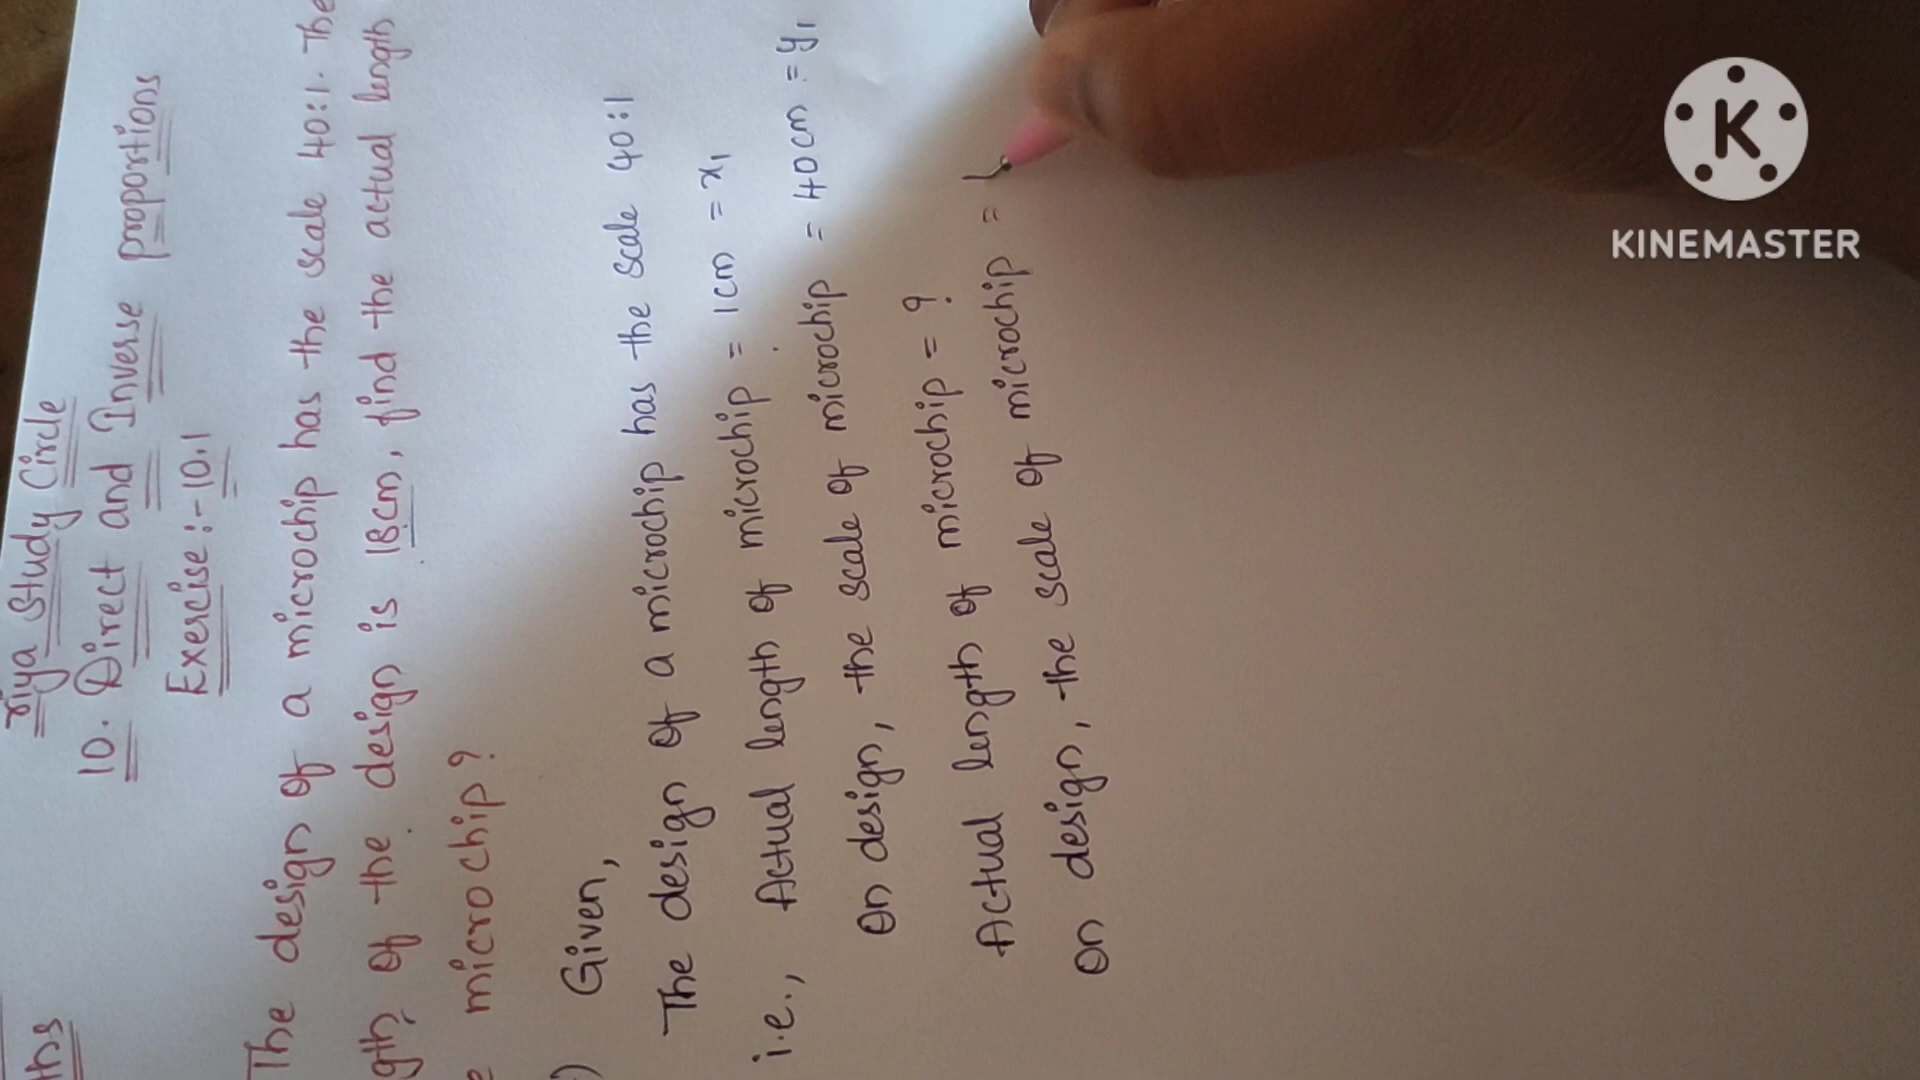 riya Study Circle
ths
10. Direct and Inverse proportions
Exercise:-10.1
The design of a microchip has the scale 40:1. The
gth, of the design is 18cm, find the actual length
microchip?
Given,
The design of a microchip has the scale 40:1
i.e., Actual length of microchip = 1cm = x₁
On design, the scale of microchip = 40cm = y₁
Actual length of microchip = ?
On design, the scale of microchip =
KINEMASTER